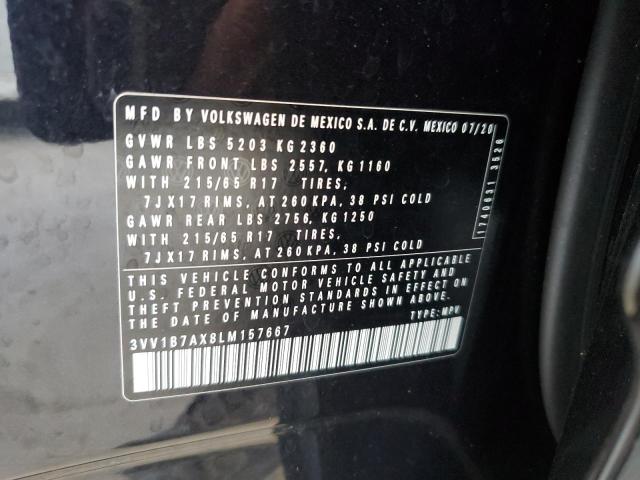 MFD BY VOLKSWAGEN DE MEXICO S.A. DE C.V. MEXICO 07/20
GVWR LBS 5203 KG 2360
GAWR FRONT LBS 2557, KG 1160
WITH 215/65 R17 TIRES,
7JX17 RIMS, AT 260 KPA, 38 PSI COLD
GAWR REAR LBS 2756, KG 1250
WITH 215/65 R17 TIRES,
7JX17 RIMS, AT 260 KPA, 38 PSI COLD
THIS VEHICLE CONFORMS TO ALL APPLICABLE
U.S. FEDERAL MOTOR VEHICLE SAFETY AND
THEFT PREVENTION STANDARDS IN EFFECT ON
THE DATE OF MANUFACTURE SHOWN ABOVE.
3VV1B7AX8LM157667 TYPE: MPV
1740631 3526